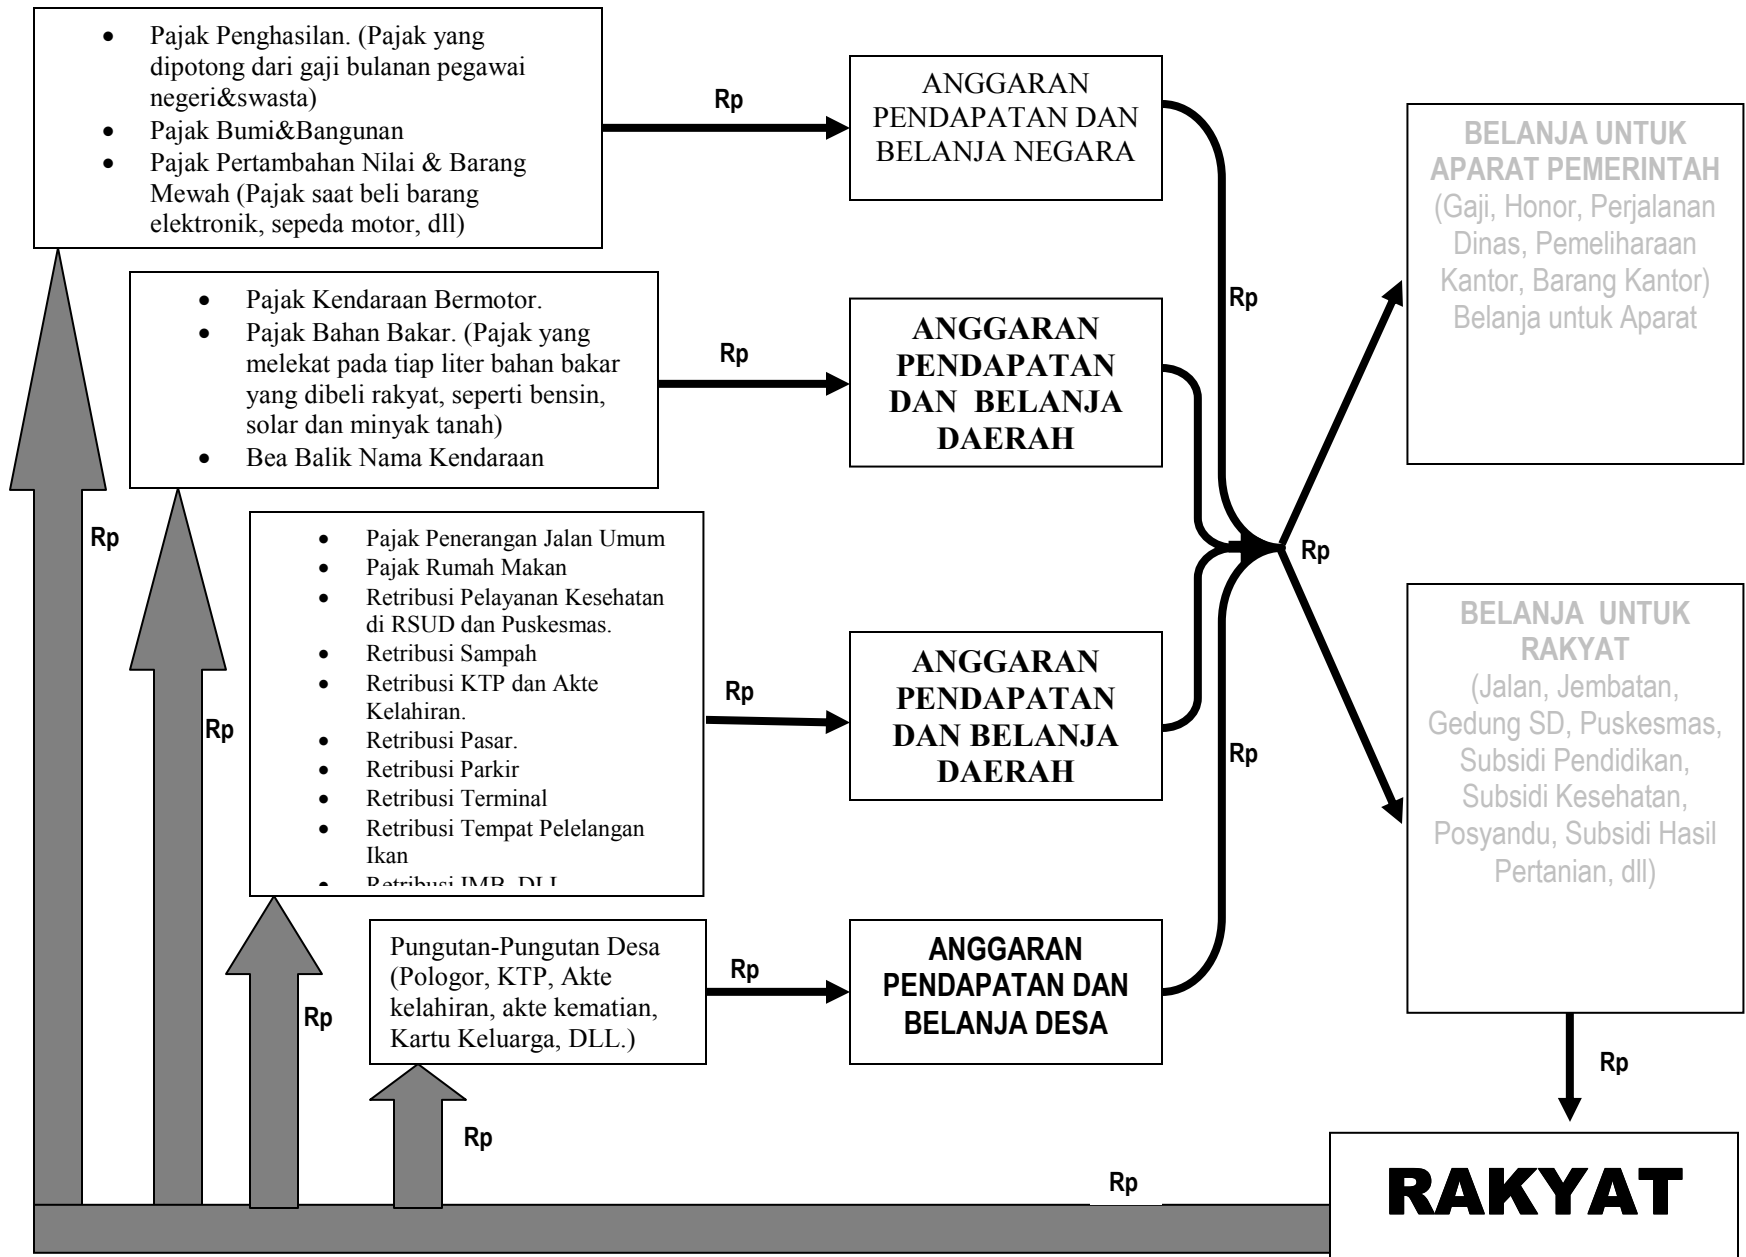 • Pajak Penghasilan. (Pajak yang
dipotong dari gaji bulanan pegawai
negeri&swasta)
• Pajak Bumi&Bangunan
• Pajak Pertambahan Nilai & Barang
Mewah (Pajak saat beli barang
elektronik, sepeda motor, dll)
Rp
ANGGARAN
PENDAPATAN DAN
BELANJA NEGARA
Rp
BELANJA UNTUK
APARAT PEMERINTAH
(Gaji, Honor, Perjalanan
Dinas, Pemeliharaan
Kantor, Barang Kantor)
Belanja untuk Aparat
• Pajak Kendaraan Bermotor.
• Pajak Bahan Bakar. (Pajak yang
melekat pada tiap liter bahan bakar
yang dibeli rakyat, seperti bensin,
solar dan minyak tanah)
• Bea Balik Nama Kendaraan
Rp
ANGGARAN
PENDAPATAN
DAN  BELANJA
DAERAH
Rp
Rp
• Pajak Penerangan Jalan Umum
• Pajak Rumah Makan
• Retribusi Pelayanan Kesehatan
di RSUD dan Puskesmas.
• Retribusi Sampah
• Retribusi KTP dan Akte
Kelahiran.
• Retribusi Pasar.
• Retribusi Parkir
• Retribusi Terminal
• Retribusi Tempat Pelelangan
Ikan
• Retribusi IMB, DLL
Rp
Rp
ANGGARAN
PENDAPATAN
DAN BELANJA
DAERAH
Rp
BELANJA  UNTUK
RAKYAT
(Jalan, Jembatan,
Gedung SD, Puskesmas,
Subsidi Pendidikan,
Subsidi Kesehatan,
Posyandu, Subsidi Hasil
Pertanian, dll)
Pungutan-Pungutan Desa
(Pologor, KTP, Akte
kelahiran, akte kematian,
Kartu Keluarga, DLL.)
Rp
Rp
ANGGARAN
PENDAPATAN DAN
BELANJA DESA
Rp
Rp
Rp
RAKYAT